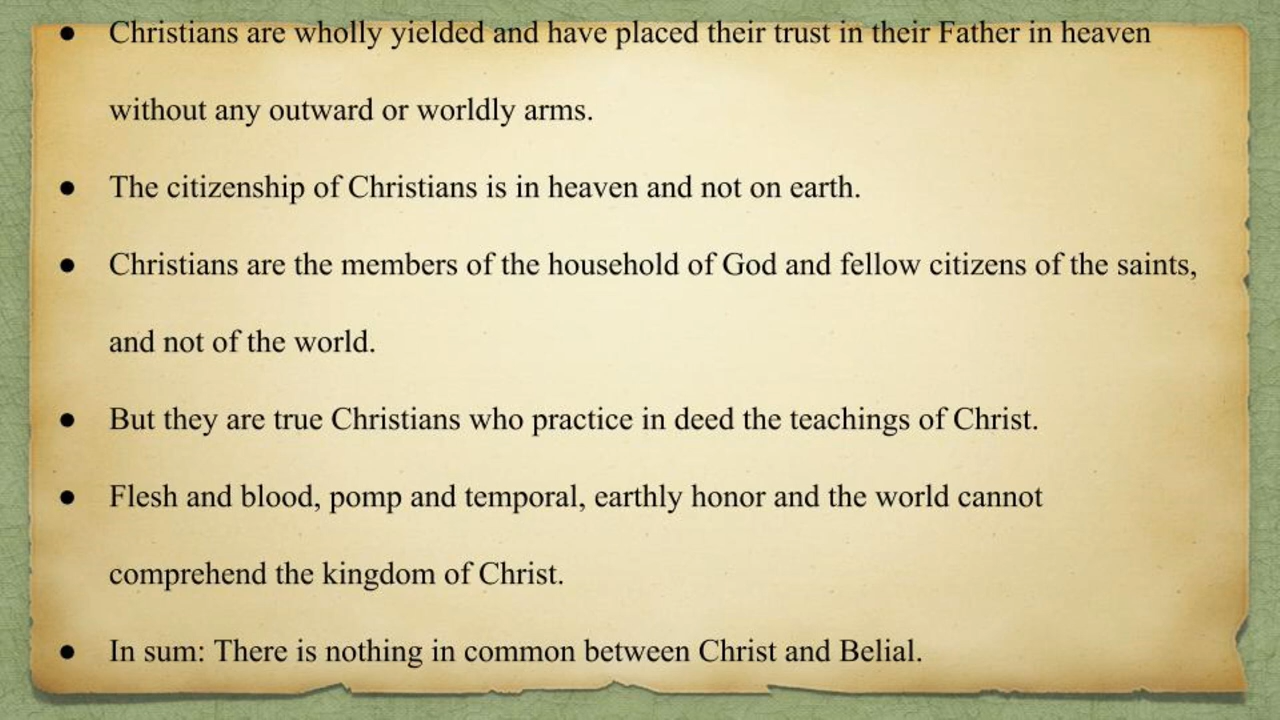 ● Christians are wholly yielded and have placed their trust in their Father in heaven
without any outward or worldly arms.
● The citizenship of Christians is in heaven and not on earth.
● Christians are the members of the household of God and fellow citizens of the saints,
and not of the world.
● But they are true Christians who practice in deed the teachings of Christ.
● Flesh and blood, pomp and temporal, earthly honor and the world cannot
comprehend the kingdom of Christ.
● In sum: There is nothing in common between Christ and Belial.